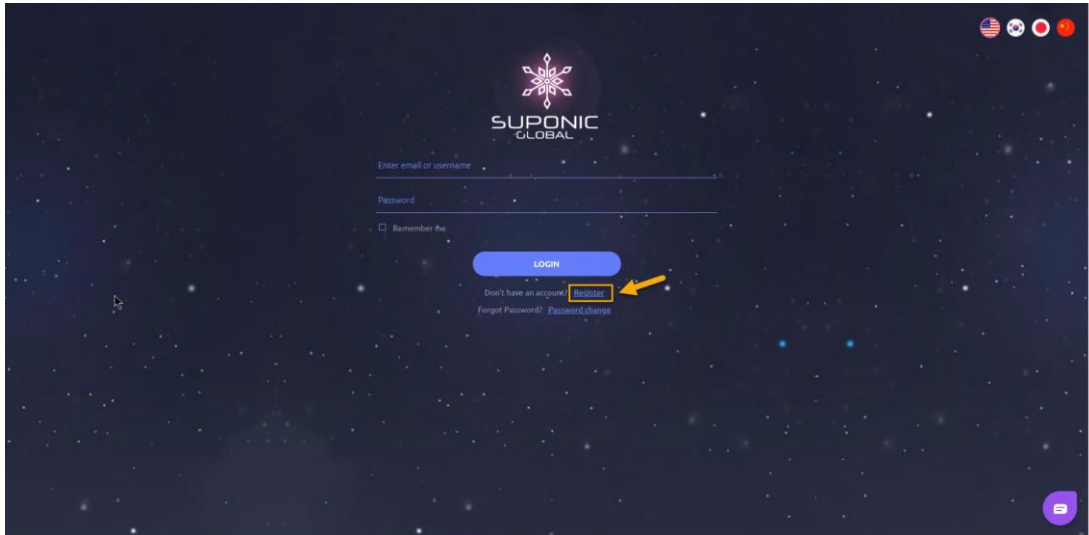 SUPONIC
GLOBAL
Enter email or username
Password
Remember me
LOGIN
Don't have an account? Register
Forgot Password? Password change